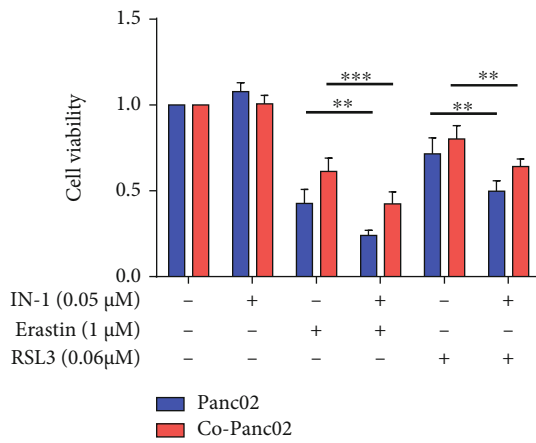 1.5
*** **
1.0
** **
Cell viability
0.5
0.0
IN-1 (0.05 μM) – + – + – +
Erastin (1 μM) – – + + – –
RSL3 (0.06μM) – – – – + +
Panc02
Co-Panc02